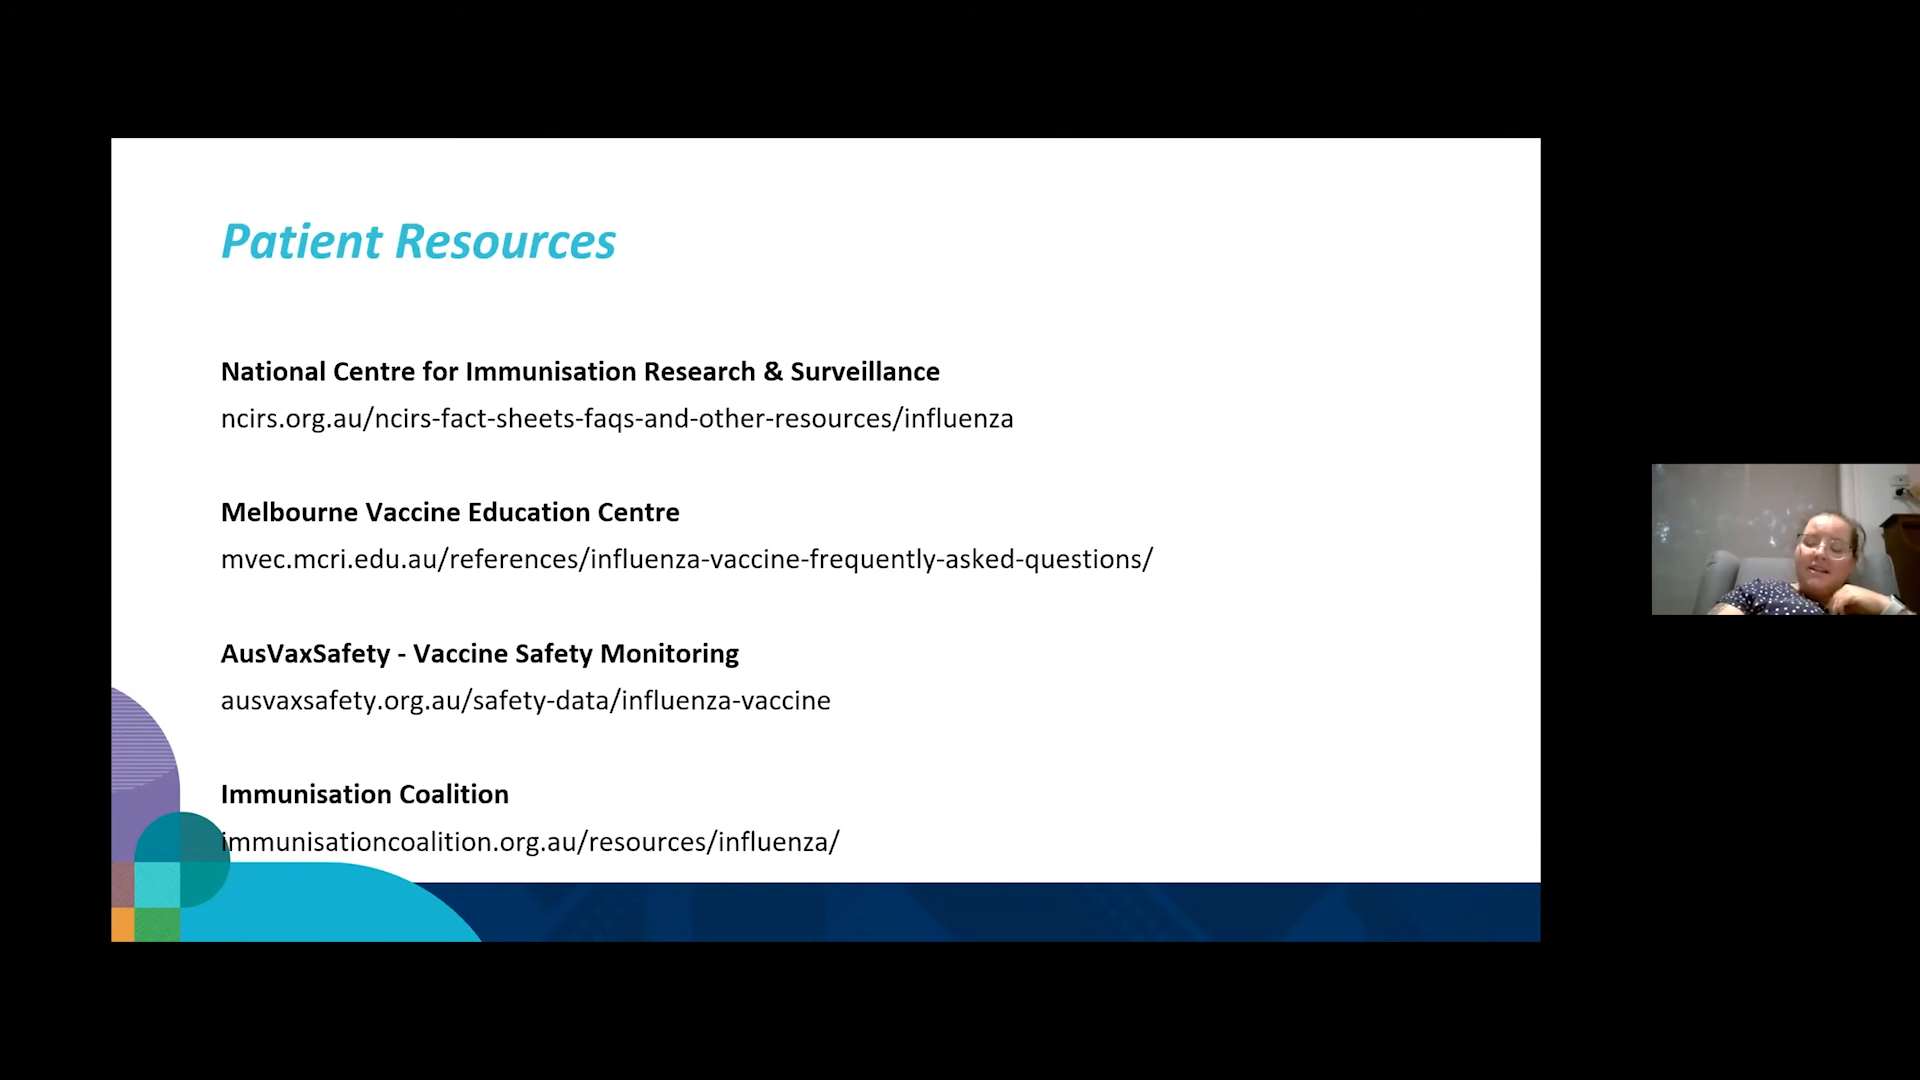 Patient Resources
National Centre for Immunisation Research & Surveillance
ncirs.org.au/ncirs-fact-sheets-faqs-and-other-resources/influenza
Melbourne Vaccine Education Centre
mvec.mcri.edu.au/references/influenza-vaccine-frequently-asked-questions/
AusVaxSafety - Vaccine Safety Monitoring
ausvaxsafety.org.au/safety-data/influenza-vaccine
Immunisation Coalition
immunisationcoalition.org.au/resources/influenza/